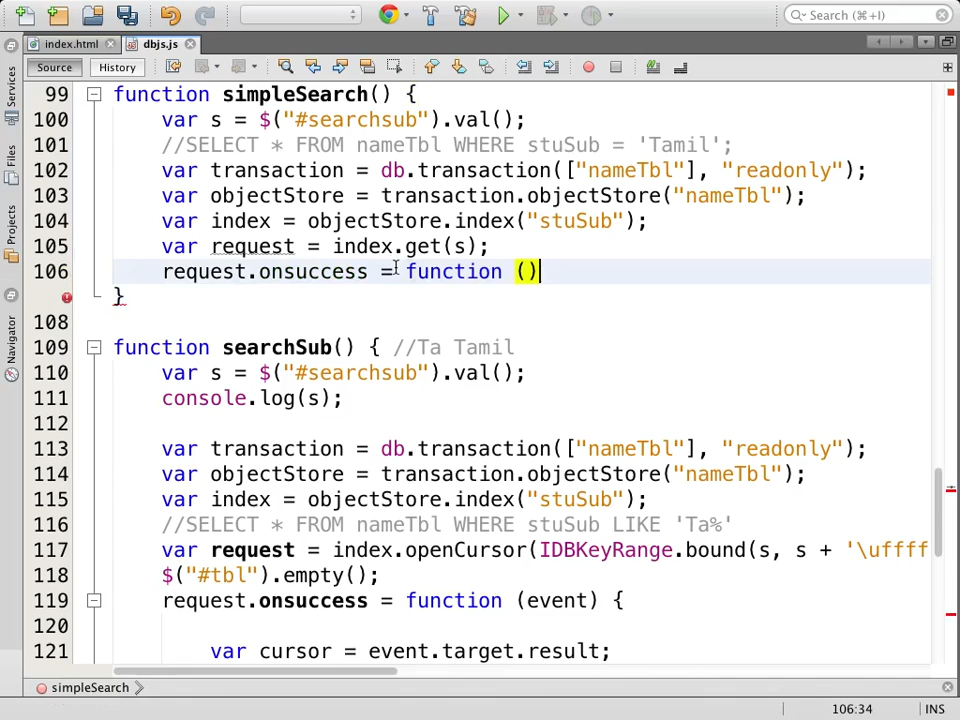 Search (⌘+I)
index.html
dbjs.js
Source
History
Services
Files
Projects
Navigator
99 function simpleSearch() {
100 var s = $("#searchsub").val();
101 //SELECT * FROM nameTbl WHERE stuSub = 'Tamil';
102 var transaction = db.transaction(["nameTbl"], "readonly");
103 var objectStore = transaction.objectStore("nameTbl");
104 var index = objectStore.index("stuSub");
105 var request = index.get(s);
106 request.onsuccess = function ()
}
108
109 function searchSub() { //Ta Tamil
110 var s = $("#searchsub").val();
111 console.log(s);
112
113 var transaction = db.transaction(["nameTbl"], "readonly");
114 var objectStore = transaction.objectStore("nameTbl");
115 var index = objectStore.index("stuSub");
116 //SELECT * FROM nameTbl WHERE stuSub LIKE 'Ta%'
117 var request = index.openCursor(IDBKeyRange.bound(s, s + '\uffff
118 $("#tbl").empty();
119 request.onsuccess = function (event) {
120
121 var cursor = event.target.result;
simpleSearch
106:34 INS